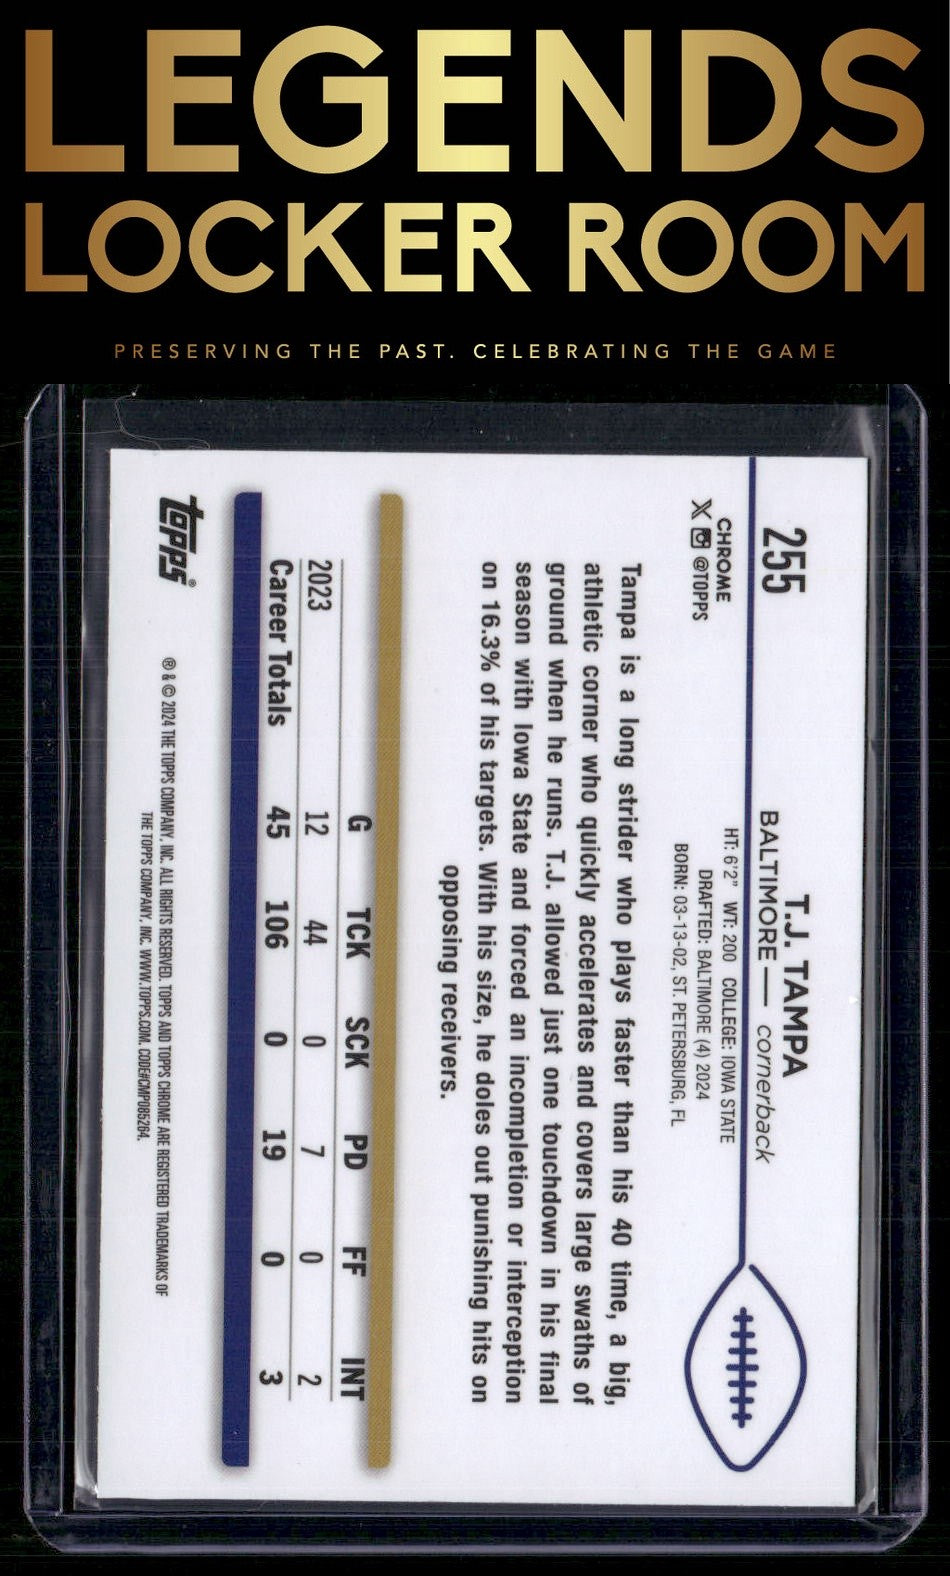 LEGENDS
LOCKER ROOM
PRESERVING THE PAST. CELEBRATING THE GAME
255
T.J. TAMPA
BALTIMORE — cornerback
CHROME
X @TOPPS
HT: 6'2" WT: 200 COLLEGE: IOWA STATE
DRAFTED: BALTIMORE (4) 2024
BORN: 03-13-02, ST. PETERSBURG, FL
Tampa is a long strider who plays faster than his 40 time, a big,
athletic corner who quickly accelerates and covers large swaths of
ground when he runs. T.J. allowed just one touchdown in his final
season with Iowa State and forced an incompletion or interception
on 16.3% of his targets. With his size, he doles out punishing hits on
opposing receivers.
G TCK SCK PD FF INT
2023 12 44 0 7 0 2
Career Totals 45 106 0 19 0 3
topps®
® & © 2024 THE TOPPS COMPANY, INC. ALL RIGHTS RESERVED. TOPPS AND TOPPS CHROME ARE REGISTERED TRADEMARKS OF
THE TOPPS COMPANY, INC. WWW.TOPPS.COM. CODE#CMP085264.